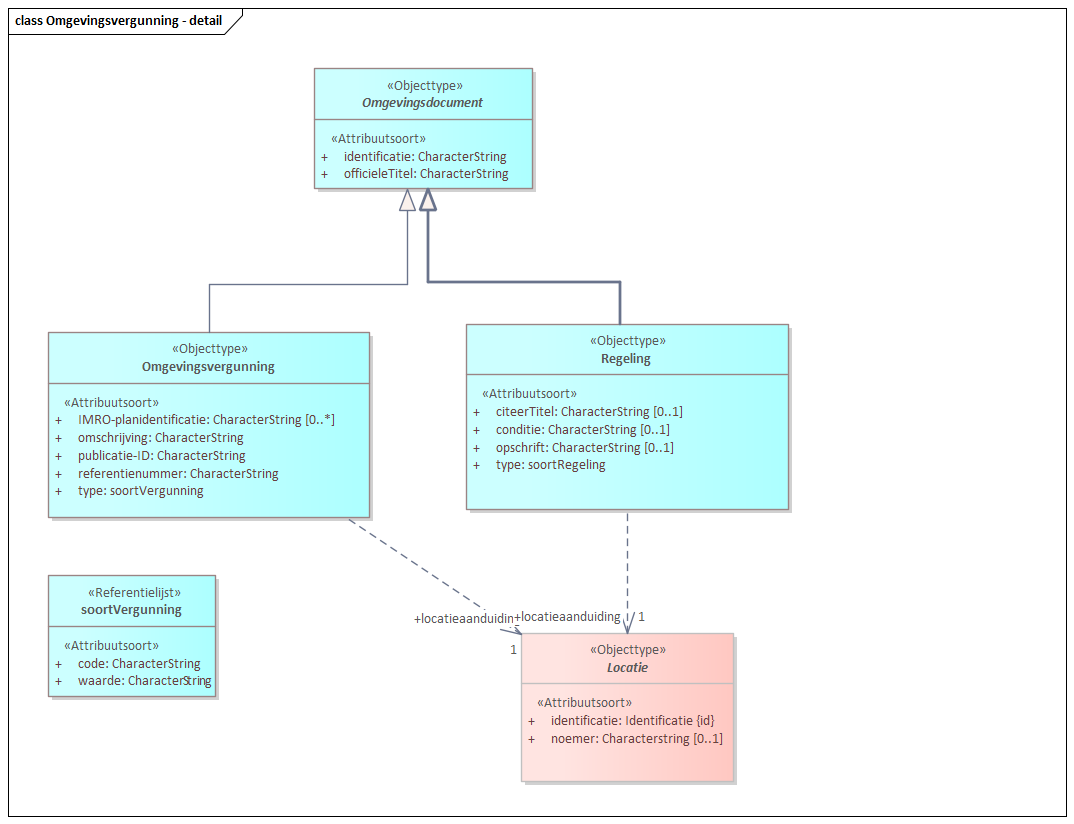 class Omgevingsvergunning - detail
«Objecttype»
Omgevingsdocument
«Attribuutsoort»
+ identificatie: CharacterString
+ officieleTitel: CharacterString
«Objecttype»
Omgevingsvergunning
«Attribuutsoort»
+ IMRO-planidentificatie: CharacterString [0..*]
+ omschrijving: CharacterString
+ publicatie-ID: CharacterString
+ referentienummer: CharacterString
+ type: soortVergunning
«Objecttype»
Regeling
«Attribuutsoort»
+ citeerTitel: CharacterString [0..1]
+ conditie: CharacterString [0..1]
+ opschrift: CharacterString [0..1]
+ type: soortRegeling
«Referentielijst»
soortVergunning
«Attribuutsoort»
+ code: CharacterString
+ waarde: CharacterString
+locatieaanduidin
+locatieaanduiding
1
1
«Objecttype»
Locatie
«Attribuutsoort»
+ identificatie: Identificatie {id}
+ noemer: Characterstring [0..1]